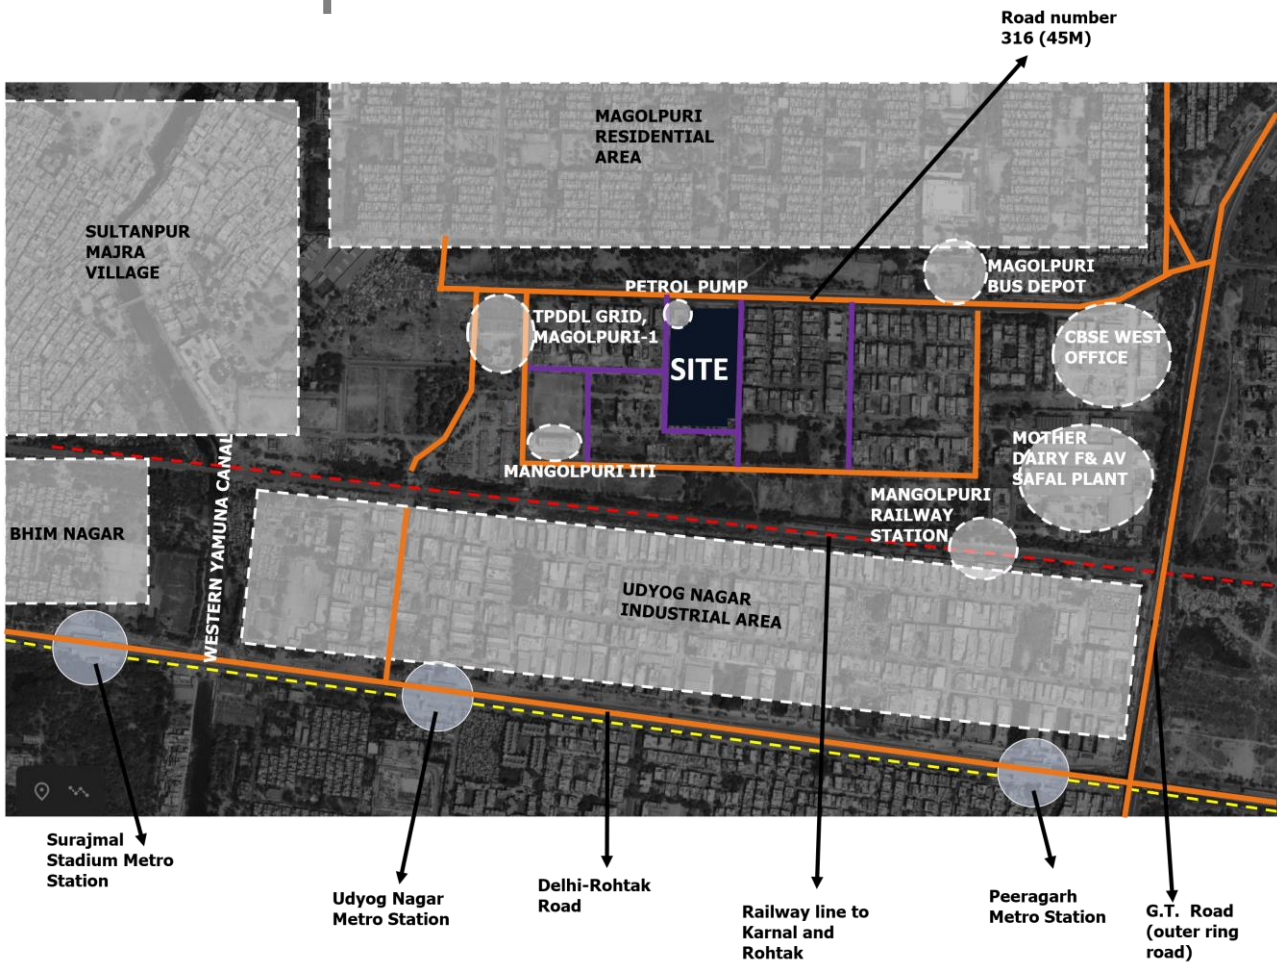 Road number
316 (45M)
MAGOLPURI
RESIDENTIAL
AREA
SULTANPUR
MAJRA
VILLAGE
MAGOLPURI
BUS DEPOT
PETROL PUMP
TPDDL GRID,
MAGOLPURI-1
CBSE WEST
OFFICE
SITE
MOTHER
DAIRY F& AV
SAFAL PLANT
MANGOLPURI ITI
MANGOLPURI
RAILWAY
STATION
BHIM NAGAR
WESTERN YAMUNA CANAL
UDYOG NAGAR
INDUSTRIAL AREA
Surajmal
Stadium Metro
Station
Udyog Nagar
Metro Station
Delhi-Rohtak
Road
Railway line to
Karnal and
Rohtak
Peeragarh
Metro Station
G.T. Road
(outer ring
road)